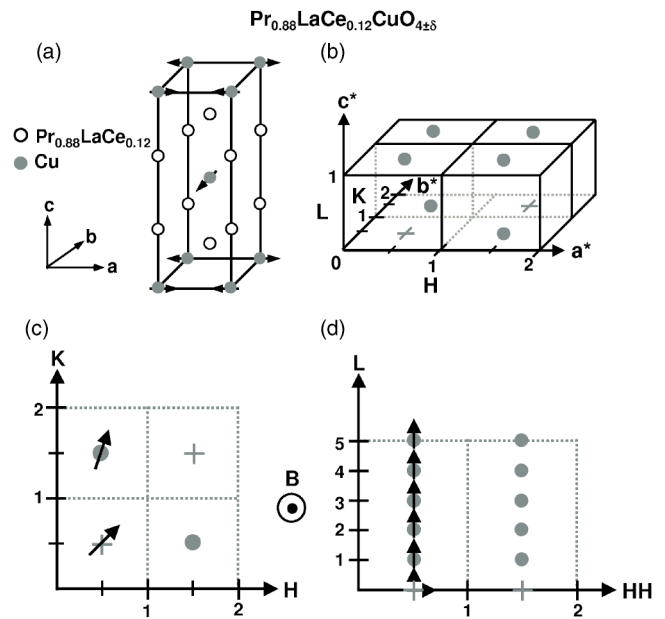 Pr0.88LaCe0.12CuO4±δ
(a)
Pr0.88LaCe0.12
Cu
c
b
a
(b)
c*
1
K
2
b*
L
1
0
1
2
a*
H
(c)
K
2
1
1
2
H
B
(d)
L
5
4
3
2
1
1
2
HH